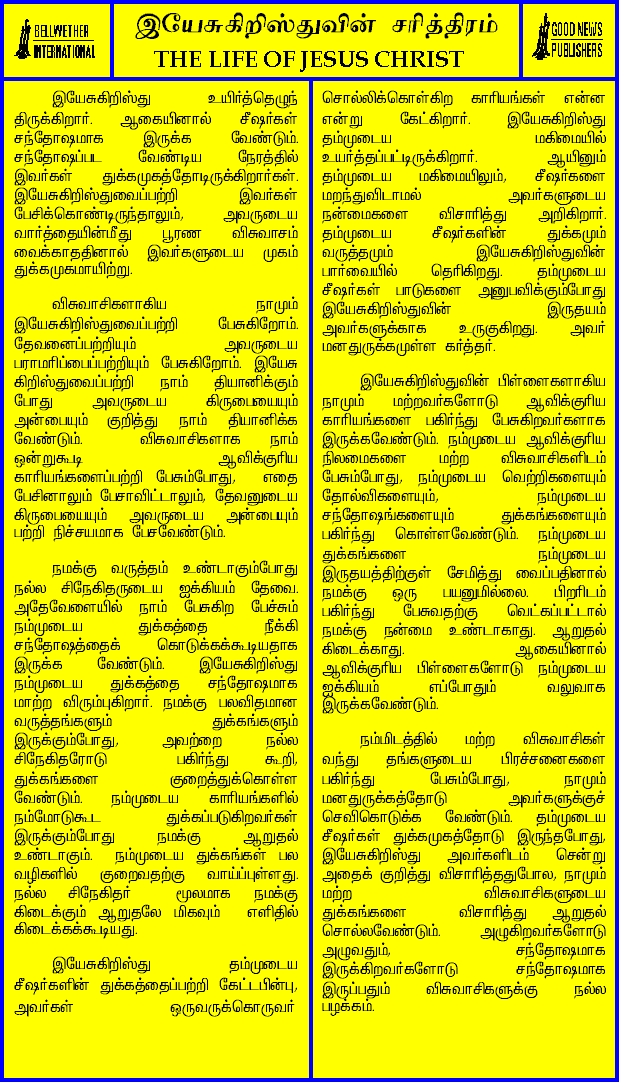 BELLWETHER
INTERNATIONAL
இயேசுகிறிஸ்துவின் சரித்திரம்
THE LIFE OF JESUS CHRIST
GOOD NEWS
PUBLISHERS
இயேசுகிறிஸ்து உயிர்த்தெழுந்
திருக்கிறார். ஆகையினால் சீஷர்கள்
சந்தோஷமாக இருக்க வேண்டும்.
சந்தோஷப்பட வேண்டிய நேரத்தில்
இவர்கள் துக்கமுகத்தோடிருக்கிறார்கள்.
இயேசுகிறிஸ்துவைப்பற்றி இவர்கள்
பேசிக்கொண்டிருந்தாலும், அவருடைய
வார்த்தையின்மீது பூரண விசுவாசம்
வைக்காததினால் இவர்களுடைய முகம்
துக்கமுகமாயிற்று.
விசுவாசிகளாகிய நாமும்
இயேசுகிறிஸ்துவைப்பற்றி பேசுகிறோம்.
தேவனைப்பற்றியும் அவருடைய
பராமரிப்பைப்பற்றியும் பேசுகிறோம். இயேசு
கிறிஸ்துவைப்பற்றி நாம் தியானிக்கும்
போது அவருடைய கிருபையையும்
அன்பையும் குறித்து நாம் தியானிக்க
வேண்டும். விசுவாசிகளாக நாம்
ஒன்றுகூடி ஆவிக்குரிய
காரியங்களைப்பற்றி பேசும்போது, எதை
பேசினாலும் பேசாவிட்டாலும், தேவனுடைய
கிருபையையும் அவருடைய அன்பையும்
பற்றி நிச்சயமாக பேசவேண்டும்.
நமக்கு வருத்தம் உண்டாகும்போது
நல்ல சிநேகிதருடைய ஐக்கியம் தேவை.
அதேவேளையில் நாம் பேசுகிற பேச்சும்
நம்முடைய துக்கத்தை நீக்கி
சந்தோஷத்தைக் கொடுக்கக்கூடியதாக
இருக்க வேண்டும். இயேசுகிறிஸ்து
நம்முடைய துக்கத்தை சந்தோஷமாக
மாற்ற விரும்புகிறார். நமக்கு பலவிதமான
வருத்தங்களும் துக்கங்களும்
இருக்கும்போது, அவற்றை நல்ல
சிநேகிதரோடு பகிர்ந்து கூறி,
துக்கங்களை குறைத்துக்கொள்ள
வேண்டும். நம்முடைய காரியங்களில்
நம்மோடுகூட துக்கப்படுகிறவர்கள்
இருக்கும்போது நமக்கு ஆறுதல்
உண்டாகும். நம்முடைய துக்கங்கள் பல
வழிகளில் குறைவதற்கு வாய்ப்புள்ளது.
நல்ல சிநேகிதர் மூலமாக நமக்கு
கிடைக்கும் ஆறுதலே மிகவும் எளிதில்
கிடைக்கக்கூடியது.
இயேசுகிறிஸ்து தம்முடைய
சீஷர்களின் துக்கத்தைப்பற்றி கேட்டபின்பு,
அவர்கள் ஒருவருக்கொருவர்
சொல்லிக்கொள்கிற காரியங்கள் என்ன
என்று கேட்கிறார். இயேசுகிறிஸ்து
தம்முடைய மகிமையில்
உயர்த்தப்பட்டிருக்கிறார். ஆயினும்
தம்முடைய மகிமையிலும், சீஷர்களை
மறந்துவிடாமல் அவர்களுடைய
நன்மைகளை விசாரித்து அறிகிறார்.
தம்முடைய சீஷர்களின் துக்கமும்
வருத்தமும் இயேசுகிறிஸ்துவின்
பார்வையில் தெரிகிறது. தம்முடைய
சீஷர்கள் பாடுகளை அனுபவிக்கும்போது
இயேசுகிறிஸ்துவின் இருதயம்
அவர்களுக்காக உருகுகிறது. அவர்
மனதுருக்கமுள்ள கர்த்தர்.
இயேசுகிறிஸ்துவின் பிள்ளைகளாகிய
நாமும் மற்றவர்களோடு ஆவிக்குரிய
காரியங்களை பகிர்ந்து பேசுகிறவர்களாக
இருக்கவேண்டும். நம்முடைய ஆவிக்குரிய
நிலமைகளை மற்ற விசுவாசிகளிடம்
பேசும்போது, நம்முடைய வெற்றிகளையும்
தோல்விகளையும், நம்முடைய
சந்தோஷங்களையும் துக்கங்களையும்
பகிர்ந்து கொள்ளவேண்டும். நம்முடைய
துக்கங்களை நம்முடைய
இருதயத்திற்குள் சேமித்து வைப்பதினால்
நமக்கு ஒரு பயனுமில்லை. பிறரிடம்
பகிர்ந்து பேசுவதற்கு வெட்கப்பட்டால்
நமக்கு நன்மை உண்டாகாது. ஆறுதல்
கிடைக்காது. ஆகையினால்
ஆவிக்குரிய பிள்ளைகளோடு நம்முடைய
ஐக்கியம் எப்போதும் வலுவாக
இருக்கவேண்டும்.
நம்மிடத்தில் மற்ற விசுவாசிகள்
வந்து தங்களுடைய பிரச்சனைகளை
பகிர்ந்து பேசும்போது, நாமும்
மனதுருக்கத்தோடு அவர்களுக்குச்
செவிகொடுக்க வேண்டும். தம்முடைய
சீஷர்கள் துக்கமுகத்தோடு இருந்தபோது,
இயேசுகிறிஸ்து அவர்களிடம் சென்று
அதைக் குறித்து விசாரித்ததுபோல, நாமும்
மற்ற விசுவாசிகளுடைய
துக்கங்களை விசாரித்து ஆறுதல்
சொல்லவேண்டும். அழுகிறவர்களோடு
அழுவதும், சந்தோஷமாக
இருக்கிறவர்களோடு சந்தோஷமாக
இருப்பதும் விசுவாசிகளுக்கு நல்ல
பழக்கம்.